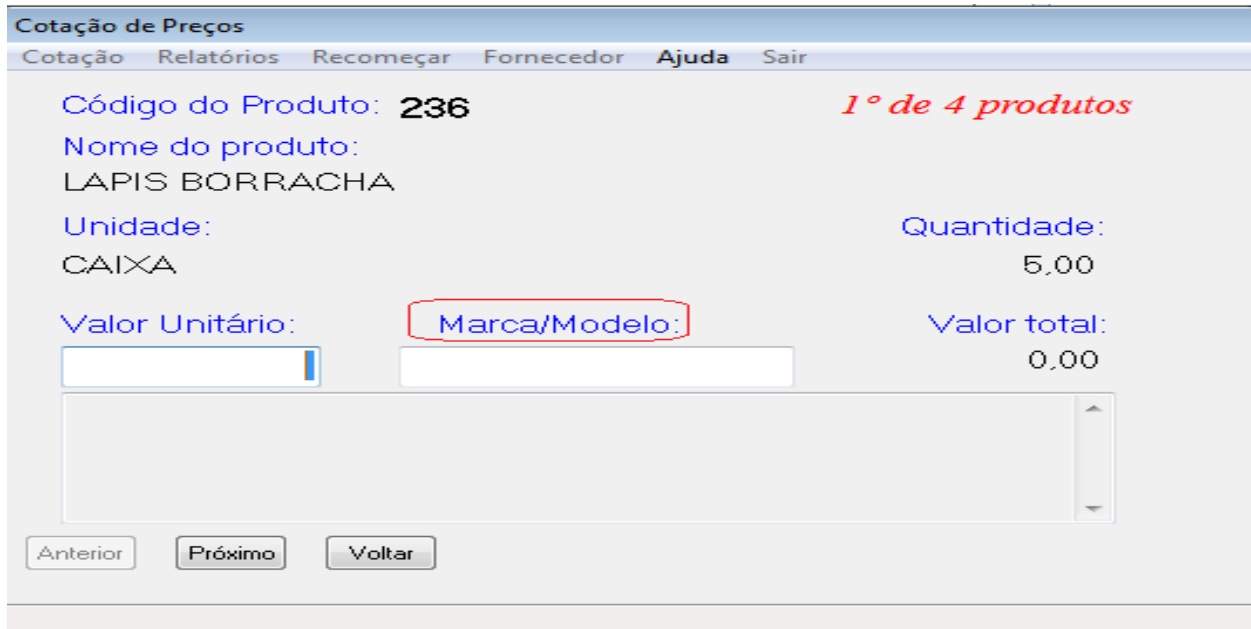 Cotação de Preços
Cotação Relatórios Recomeçar Fornecedor Ajuda Sair
Código do Produto: 236 1° de 4 produtos
Nome do produto:
LAPIS BORRACHA
Unidade: Quantidade:
CAIXA 5,00
Valor Unitário: Marca/Modelo: Valor total:
0,00
Anterior Próximo Voltar